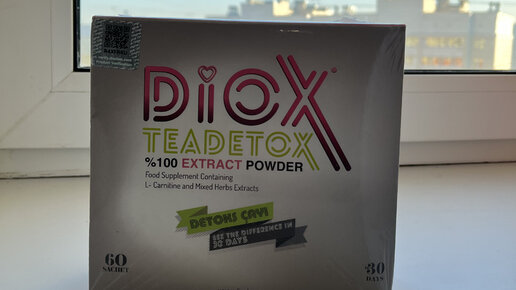 DiOX®
TEADETOX
%100 EXTRACT POWDER
Food Supplement Containing
L- Carnitine and Mixed Herbs Extracts
DETOKS ÇAYI
SEE THE DIFFERENCE IN
30 DAYS
60
SACHET
30
DAYS